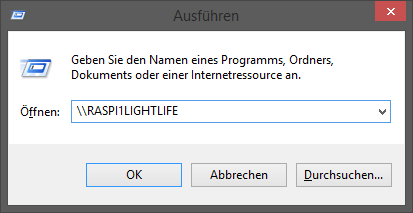 Ausführen
Geben Sie den Namen eines Programms, Ordners,
Dokuments oder einer Internetressource an.
Öffnen: \\RASPI1LIGHTLIFE
OK Abbrechen Durchsuchen...